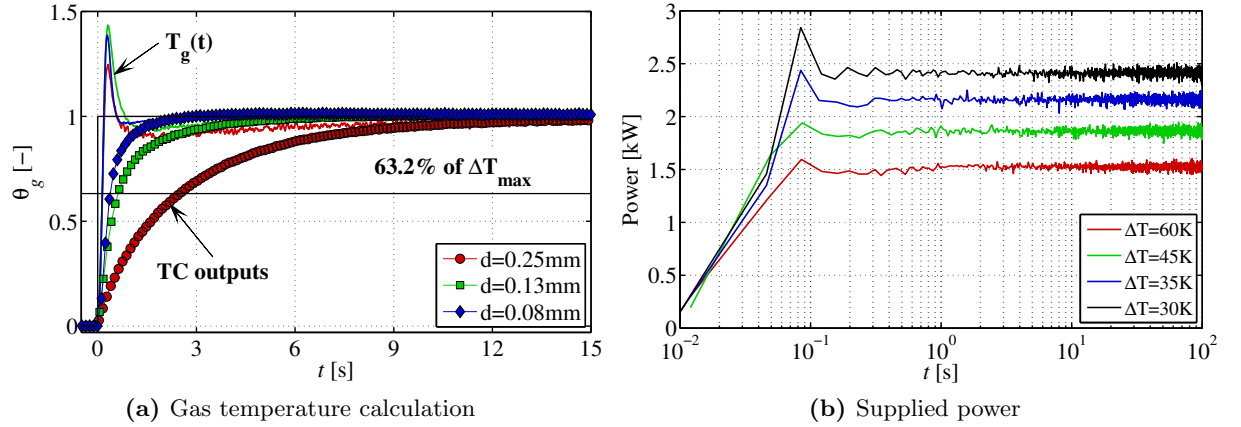 1.5
1
0.5
0
θ_g [−]
T_g(t)
63.2% of ΔT_max
TC outputs
d=0.25mm
d=0.13mm
d=0.08mm
0 3 6 9 12 15
t [s]
(a) Gas temperature calculation
3
2.5
2
1.5
1
0.5
0
Power [kW]
ΔT=60K
ΔT=45K
ΔT=35K
ΔT=30K
10^−2 10^−1 10^0 10^1 10^2
t [s]
(b) Supplied power